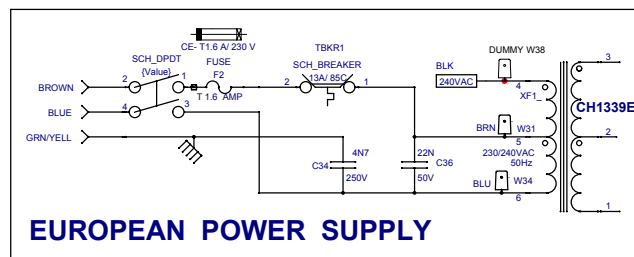 CE- T1.6 A/ 230 V
SCH_DPDT
{Value}
FUSE
F2
T 1.6 AMP
TBKR1
SCH_BREAKER
13A/ 85C
2
1
BROWN
2
1
BLUE
4
3
GRN/YELL
4N7
C34
250V
22N
C36
50V
BLK
240VAC
DUMMY W38
4
XF1_
BRN
W31
5
230/240VAC
50Hz
BLU
W34
6
3
CH1339E
2
1
EUROPEAN POWER SUPPLY